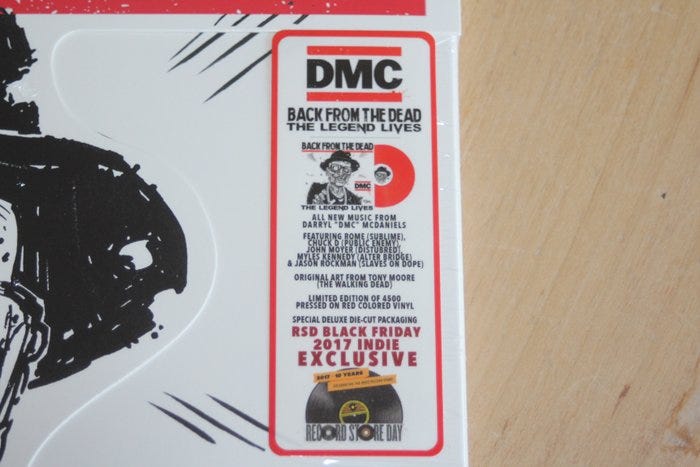 DMC
BACK FROM THE DEAD
THE LEGEND LIVES
BACK FROM THE DEAD
DMC
THE LEGEND LIVES
ALL NEW MUSIC FROM
DARRYL "DMC" MCDANIELS
FEATURING ROME (SUBLIME),
CHUCK D (PUBLIC ENEMY),
JOHN MOYER (DISTUBRED),
MYLES KENNEDY (ALTER BRIDGE)
& JASON ROCKMAN (SLAVES ON DOPE)
ORIGINAL ART FROM TONY MOORE
(THE WALKING DEAD)
LIMITED EDITION OF 4500
PRESSED ON RED COLORED VINYL
SPECIAL DELUXE DIE-CUT PACKAGING
RSD BLACK FRIDAY
2017 INDIE
EXCLUSIVE
2017 10 YEARS
RECORD STORE DAY